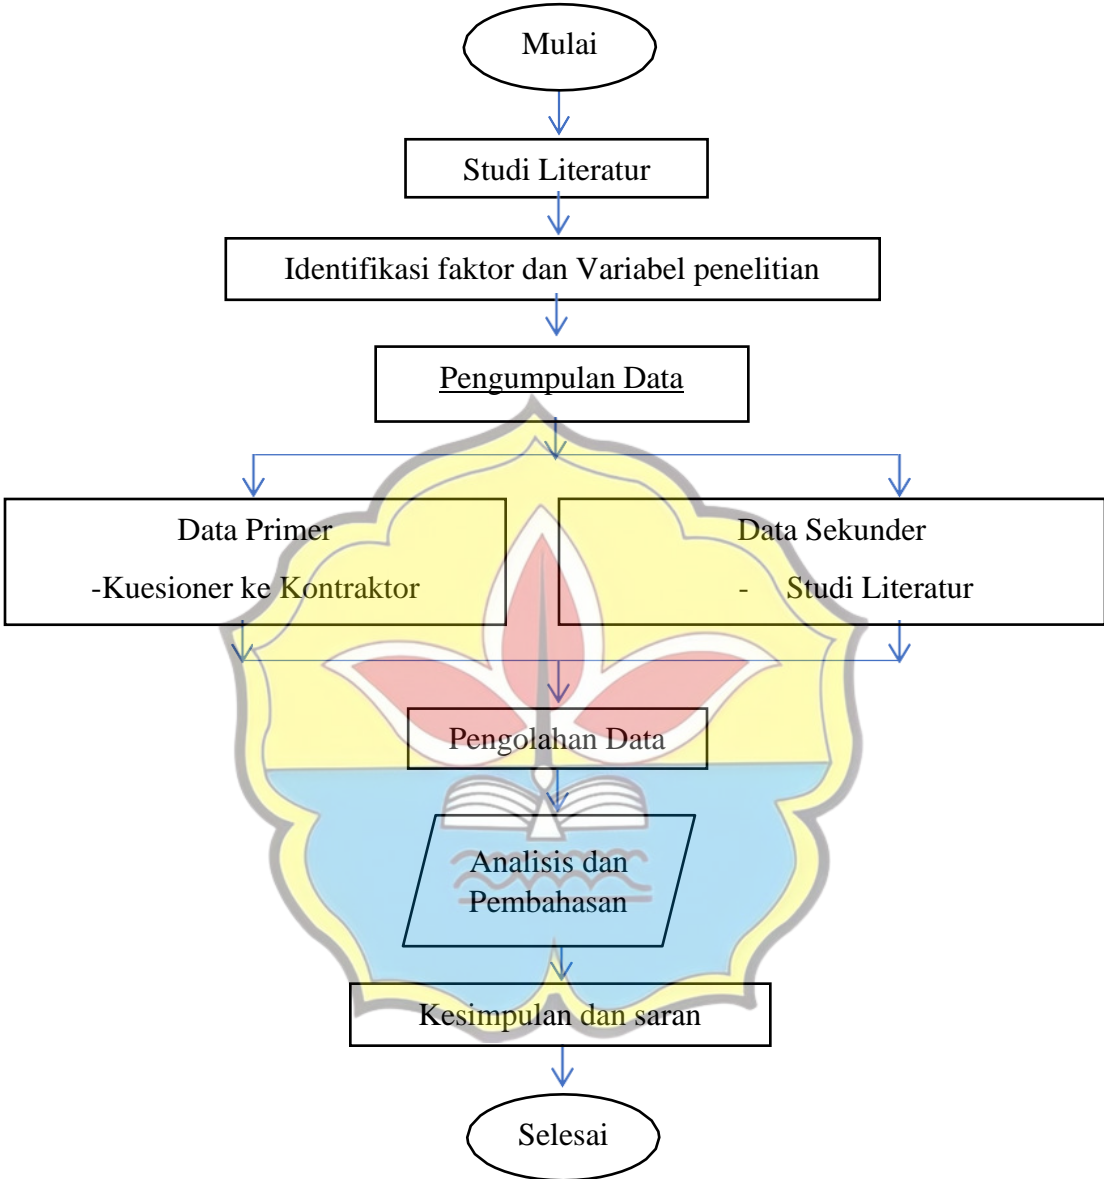 Mulai
Studi Literatur
Identifikasi faktor dan Variabel penelitian
Pengumpulan Data
Data Primer
-Kuesioner ke Kontraktor
Data Sekunder
- Studi Literatur
Pengolahan Data
Analisis dan
Pembahasan
Kesimpulan dan saran
Selesai